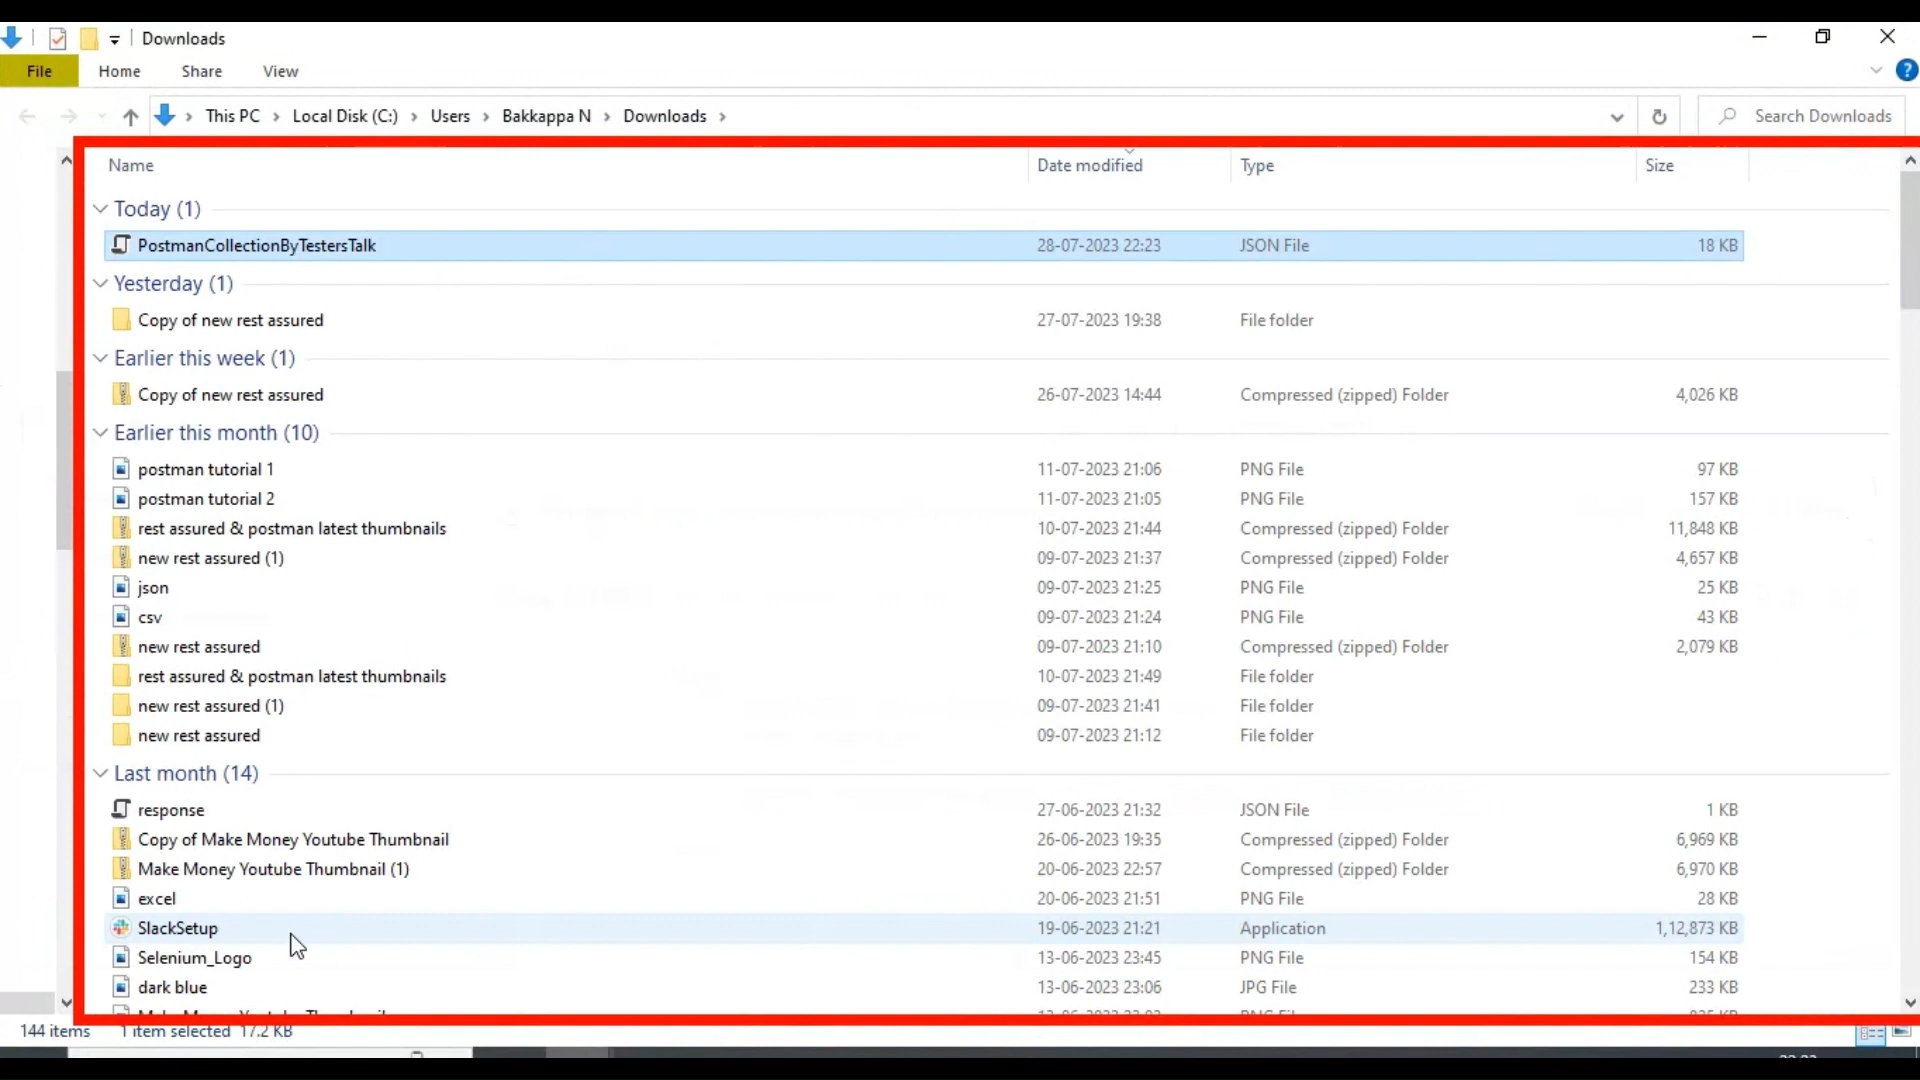 Downloads
File Home Share View
This PC > Local Disk (C:) > Users > Bakkappa N > Downloads > Search Downloads
Name Date modified Type Size
Today (1)
PostmanCollectionByTestersTalk 28-07-2023 22:23 JSON File 18 KB
Yesterday (1)
Copy of new rest assured 27-07-2023 19:38 File folder
Earlier this week (1)
Copy of new rest assured 26-07-2023 14:44 Compressed (zipped) Folder 4,026 KB
Earlier this month (10)
postman tutorial 1 11-07-2023 21:06 PNG File 97 KB
postman tutorial 2 11-07-2023 21:05 PNG File 157 KB
rest assured & postman latest thumbnails 10-07-2023 21:44 Compressed (zipped) Folder 11,848 KB
new rest assured (1) 09-07-2023 21:37 Compressed (zipped) Folder 4,657 KB
json 09-07-2023 21:25 PNG File 25 KB
csv 09-07-2023 21:24 PNG File 43 KB
new rest assured 09-07-2023 21:10 Compressed (zipped) Folder 2,079 KB
rest assured & postman latest thumbnails 10-07-2023 21:49 File folder
new rest assured (1) 09-07-2023 21:41 File folder
new rest assured 09-07-2023 21:12 File folder
Last month (14)
response 27-06-2023 21:32 JSON File 1 KB
Copy of Make Money Youtube Thumbnail 26-06-2023 19:35 Compressed (zipped) Folder 6,969 KB
Make Money Youtube Thumbnail (1) 20-06-2023 22:57 Compressed (zipped) Folder 6,970 KB
excel 20-06-2023 21:51 PNG File 28 KB
SlackSetup 19-06-2023 21:21 Application 1,12,873 KB
Selenium_Logo 13-06-2023 23:45 PNG File 154 KB
dark blue 13-06-2023 23:06 JPG File 233 KB
144 items 1 item selected 17.2 KB